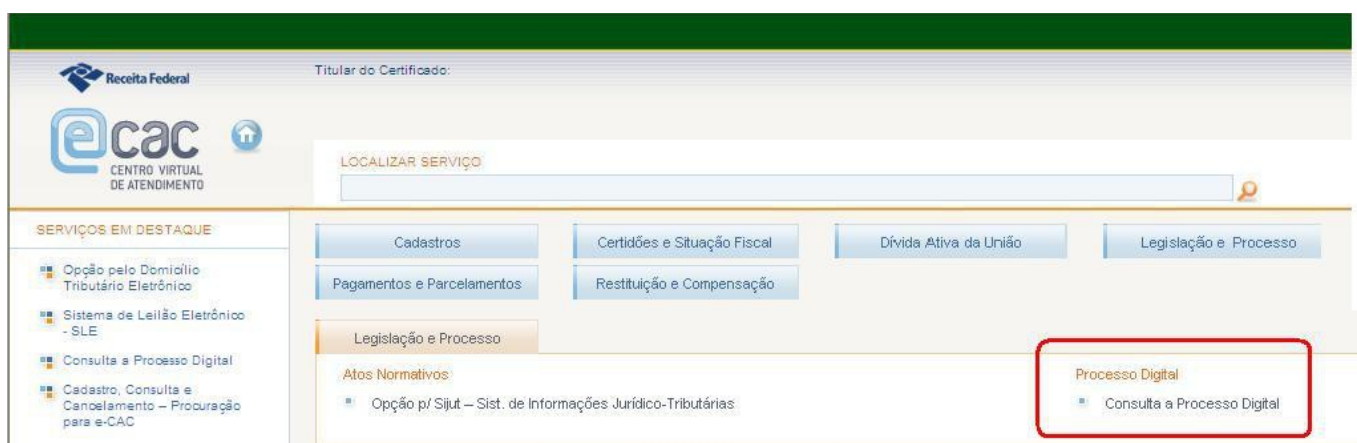 Receita Federal
Titular do Certificado:
ecac
CENTRO VIRTUAL
DE ATENDIMENTO
LOCALIZAR SERVIÇO
SERVIÇOS EM DESTAQUE
Opção pelo Domicílio
Tributário Eletrônico
Sistema de Leilão Eletrônico
- SLE
Consulta a Processo Digital
Cadastro, Consulta e
Cancelamento – Procuração
para e-CAC
Cadastros
Certidões e Situação Fiscal
Dívida Ativa da União
Legislação e Processo
Pagamentos e Parcelamentos
Restituição e Compensação
Legislação e Processo
Atos Normativos
Opção p/ Sijut – Sist. de Informações Jurídico-Tributárias
Processo Digital
Consulta a Processo Digital